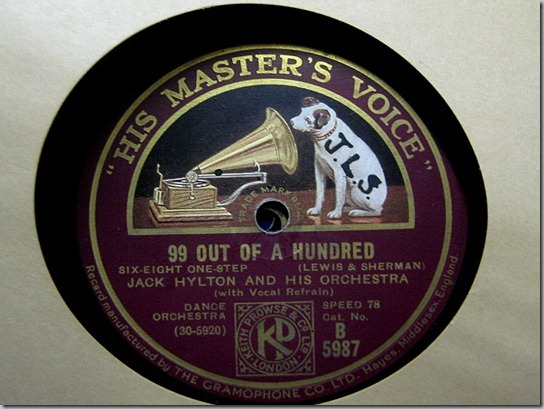 "HIS MASTER'S VOICE"
J.L.S.
TRADE MARK
99 OUT OF A HUNDRED
SIX-EIGHT ONE-STEP (LEWIS & SHERMAN)
JACK HYLTON AND HIS ORCHESTRA
(with Vocal Refrain)
DANCE ORCHESTRA
(30-5920)
KEITH PROWSE & Co Ltd
KP
LONDON
SPEED 78
Cat. No.
B
5987
Record manufactured by THE GRAMOPHONE CO., LTD., Hayes, Middlesex, England.